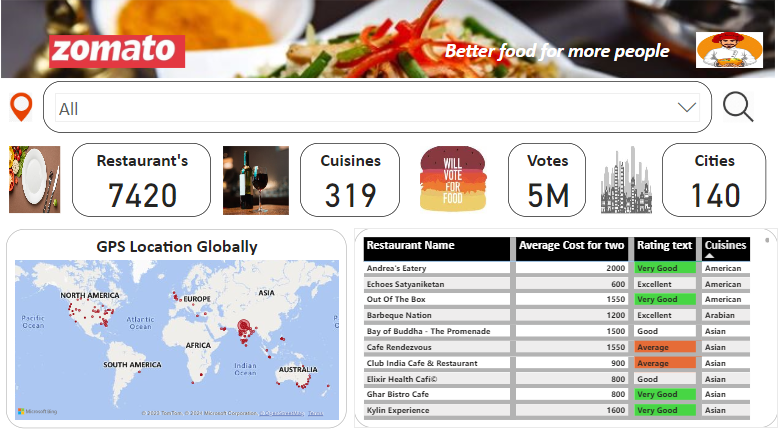 zomato
Better food for more people
All
Restaurant's
7420
Cuisines
319
WILL
VOTE
FOR
FOOD
Votes
5M
Cities
140
GPS Location Globally
NORTH AMERICA
EUROPE
ASIA
Pacific
Ocean
Atlantic
Ocean
AFRICA
SOUTH AMERICA
Indian
Ocean
AUSTRALIA
Microsoft Bing
© 2023 TomTom, © 2024 Microsoft Corporation, © OpenStreetMap, Terms
Restaurant Name Average Cost for two Rating text Cuisines
Andrea's Eatery 2000 Very Good American
Echoes Satyaniketan 600 Excellent American
Out Of The Box 1550 Very Good American
Barbeque Nation 1200 Excellent Arabian
Bay of Buddha - The Promenade 1500 Good Asian
Cafe Rendezvous 1550 Average Asian
Club India Cafe & Restaurant 900 Average Asian
Elixir Health Cafi© 800 Good Asian
Ghar Bistro Cafe 800 Very Good Asian
Kylin Experience 1600 Very Good Asian